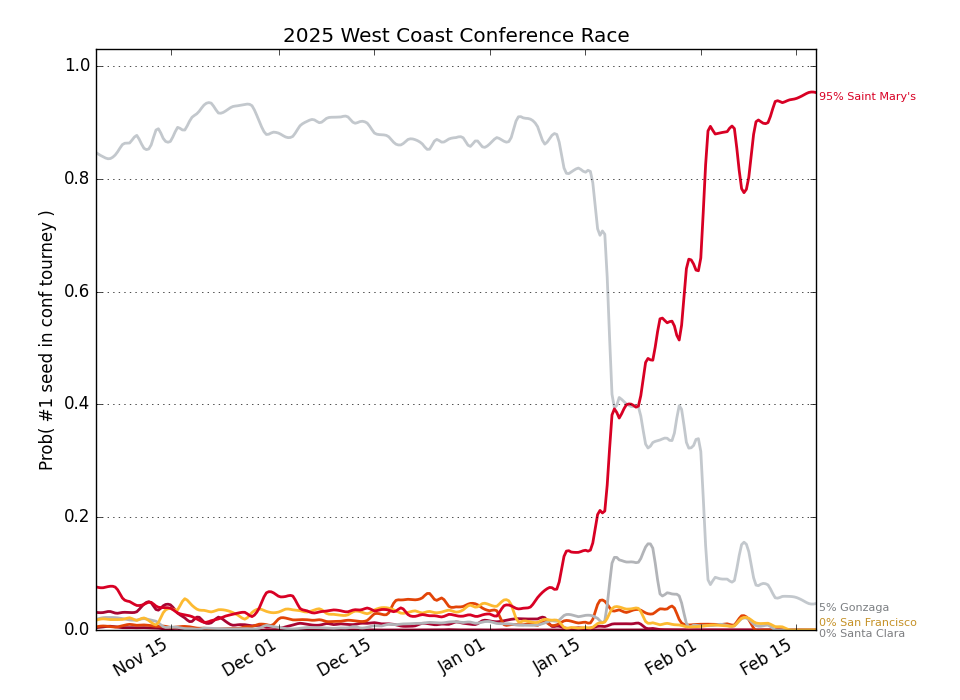 2025 West Coast Conference Race
Prob( #1 seed in conf tourney )
1.0
0.8
0.6
0.4
0.2
0.0
Nov 15
Dec 01
Dec 15
Jan 01
Jan 15
Feb 01
Feb 15
95% Saint Mary's
5% Gonzaga
0% San Francisco
0% Santa Clara